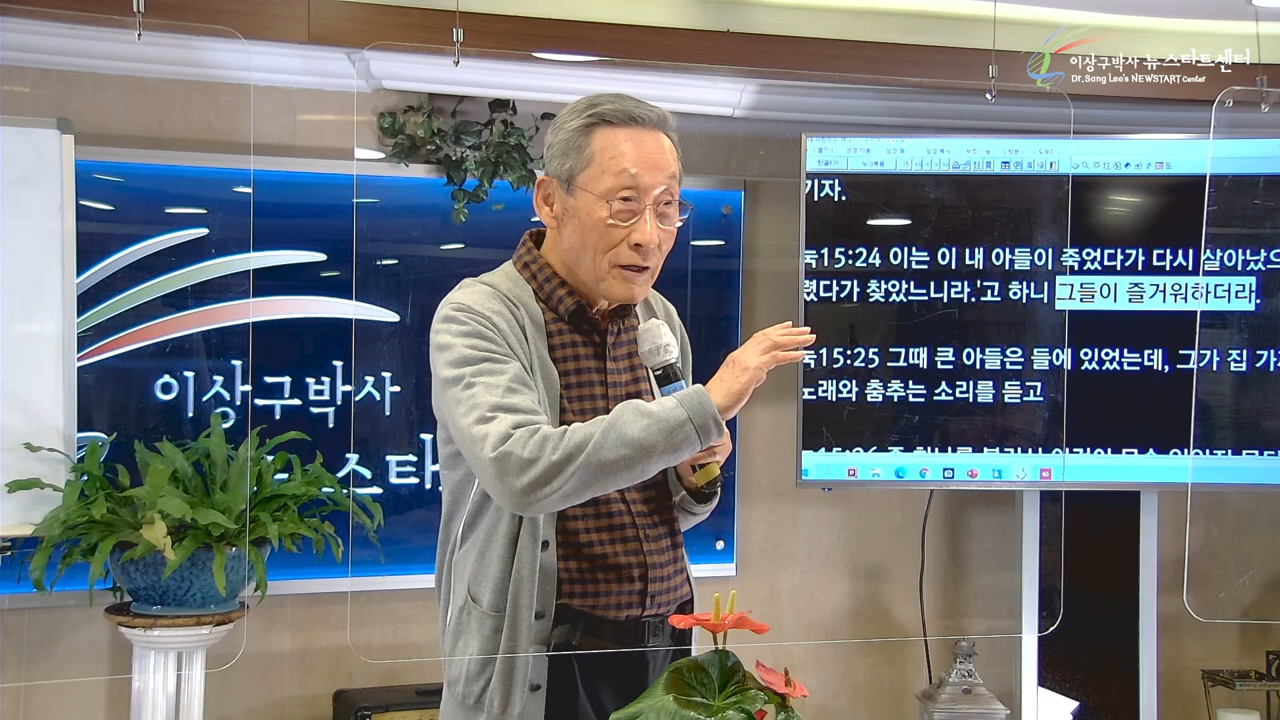 이상구박사 뉴스타트센터
Dr. Sang Lee's NEWSTART Center
이상구박사
스타
기자.
눅15:24 이는 이 내 아들이 죽었다가 다시 살아났으
렸다가 찾았느니라.'고 하니 그들이 즐거워하더라.
눅15:25 그때 큰 아들은 들에 있었는데, 그가 집 가
노래와 춤추는 소리를 듣고